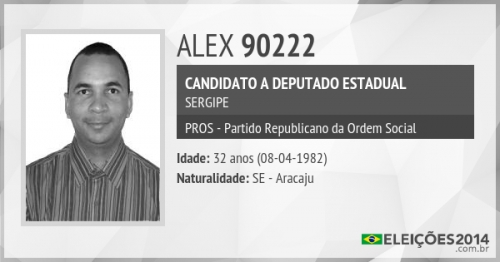 ALEX 90222
CANDIDATO A DEPUTADO ESTADUAL
SERGIPE
PROS - Partido Republicano da Ordem Social
Idade: 32 anos (08-04-1982)
Naturalidade: SE - Aracaju
ELEIÇÕES2014
.com.br